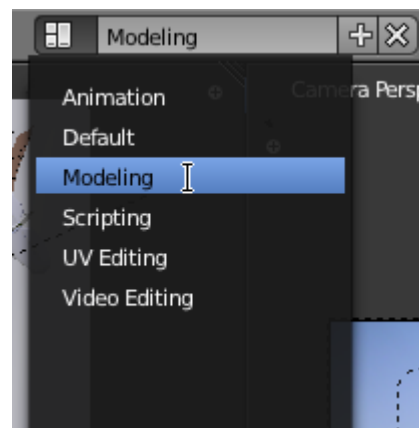 Modeling
Camera Persp
Animation
Default
Modeling
Scripting
UV Editing
Video Editing